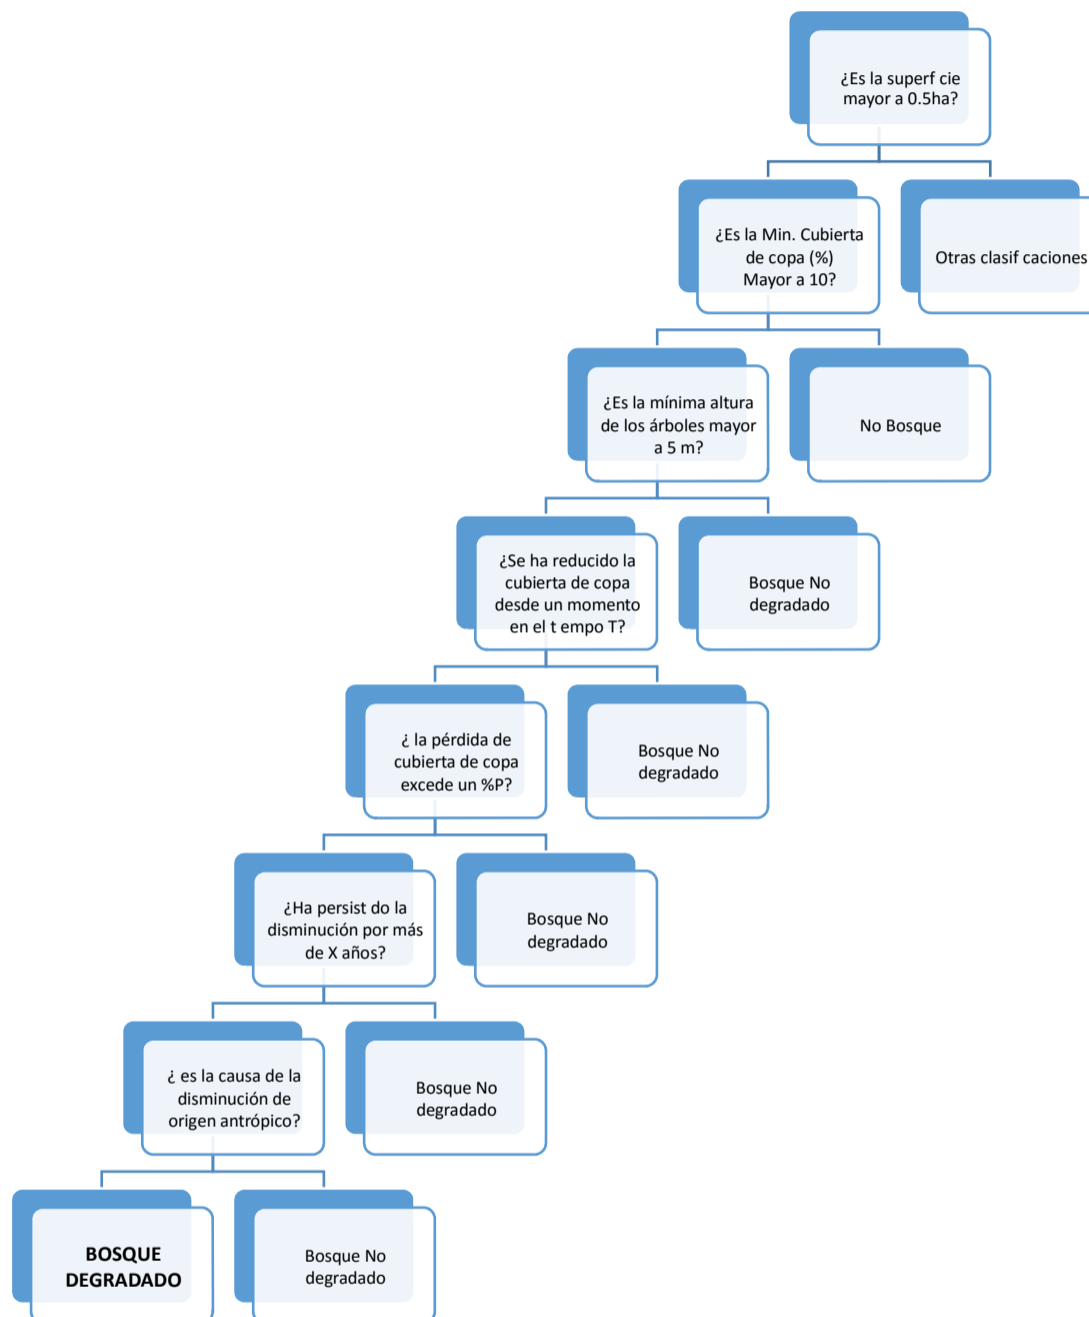 ¿Es la superf cie
mayor a 0.5ha?
¿Es la Min. Cubierta
de copa (%)
Mayor a 10?
Otras clasif caciones
¿Es la mínima altura
de los árboles mayor
a 5 m?
No Bosque
¿Se ha reducido la
cubierta de copa
desde un momento
en el t empo T?
Bosque No
degradado
¿ la pérdida de
cubierta de copa
excede un %P?
Bosque No
degradado
¿Ha persist do la
disminución por más
de X años?
Bosque No
degradado
¿ es la causa de la
disminución de
origen antrópico?
Bosque No
degradado
BOSQUE
DEGRADADO
Bosque No
degradado